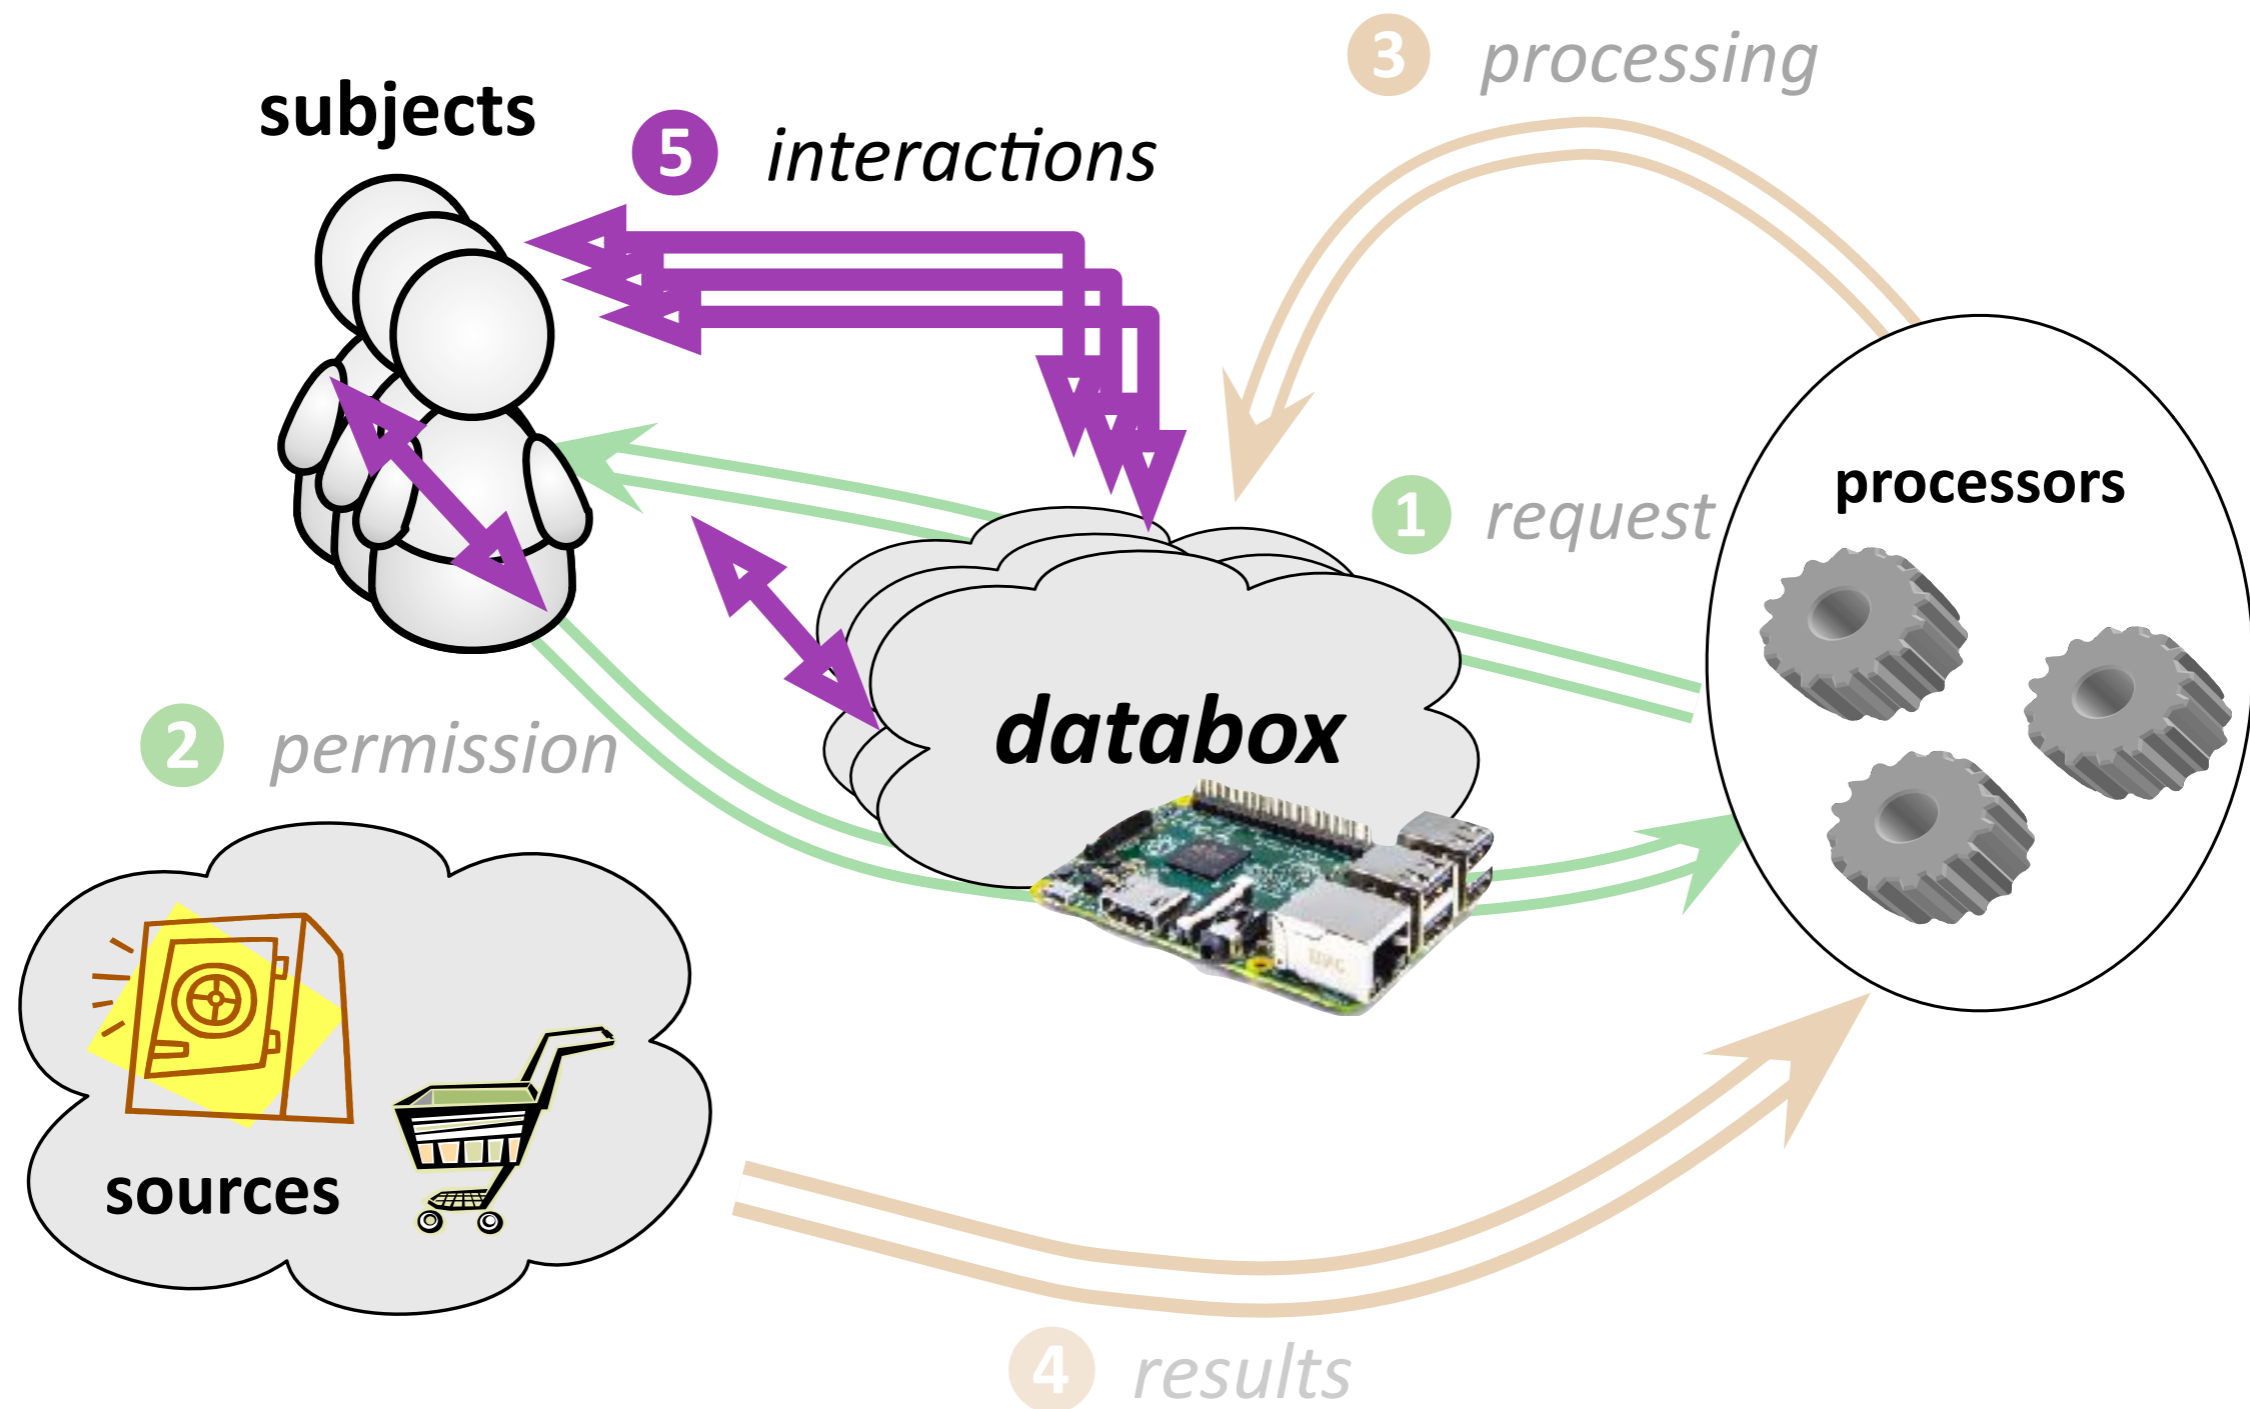 3 processing
subjects
5 interactions
processors
1 request
databox
2 permission
sources
4 results